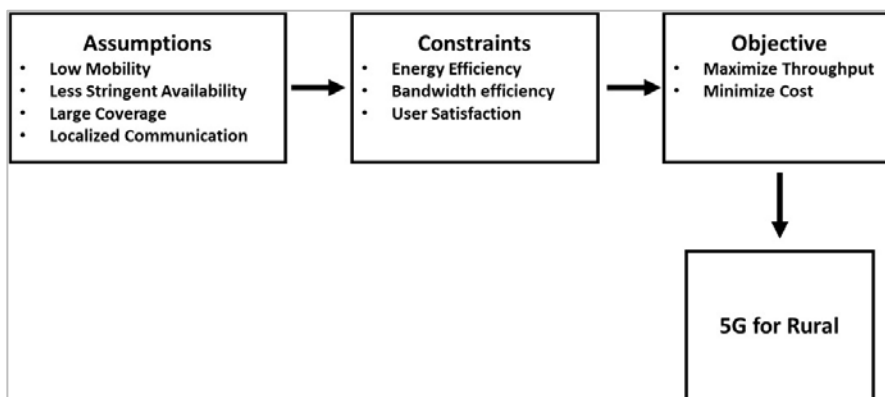 Assumptions
• Low Mobility
• Less Stringent Availability
• Large Coverage
• Localized Communication
Constraints
• Energy Efficiency
• Bandwidth efficiency
• User Satisfaction
Objective
• Maximize Throughput
• Minimize Cost
5G for Rural